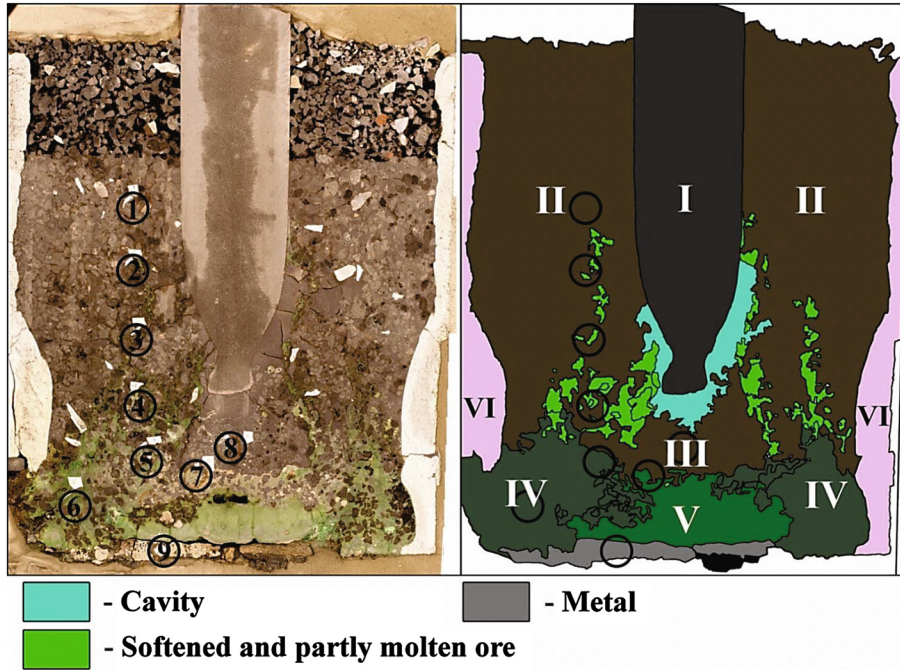 1
2
3
4
5
6
7
8
9
I
II
II
III
IV
IV
V
VI
VI
- Cavity
- Metal
- Softened and partly molten ore